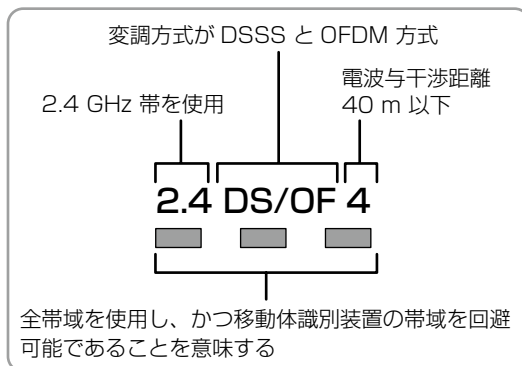 変調方式が DSSS と OFDM 方式
電波与干渉距離
40 m 以下
2.4 GHz 帯を使用
2.4 DS/OF 4
全帯域を使用し、かつ移動体識別装置の帯域を回避
可能であることを意味する